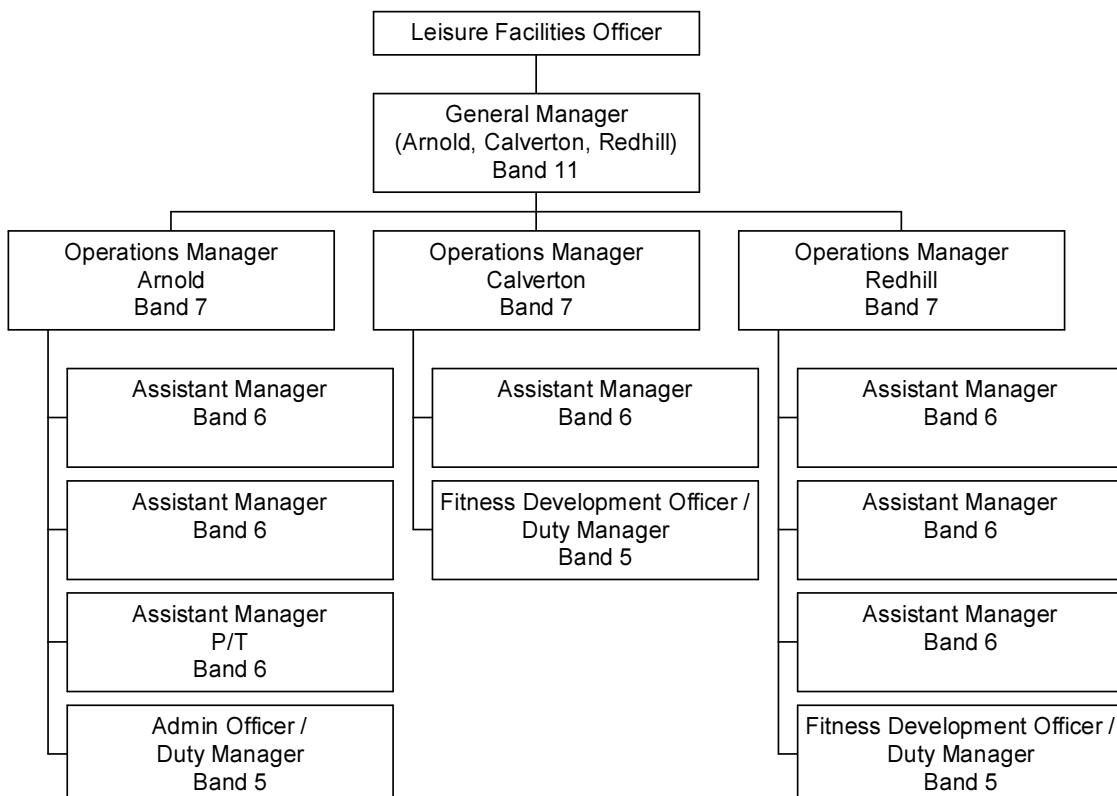 Leisure Facilities Officer
General Manager
(Arnold, Calverton, Redhill)
Band 11
Operations Manager
Arnold
Band 7
Operations Manager
Calverton
Band 7
Operations Manager
Redhill
Band 7
Assistant Manager
Band 6
Assistant Manager
Band 6
Assistant Manager
P/T
Band 6
Admin Officer /
Duty Manager
Band 5
Assistant Manager
Band 6
Fitness Development Officer /
Duty Manager
Band 5
Assistant Manager
Band 6
Assistant Manager
Band 6
Assistant Manager
Band 6
Fitness Development Officer /
Duty Manager
Band 5